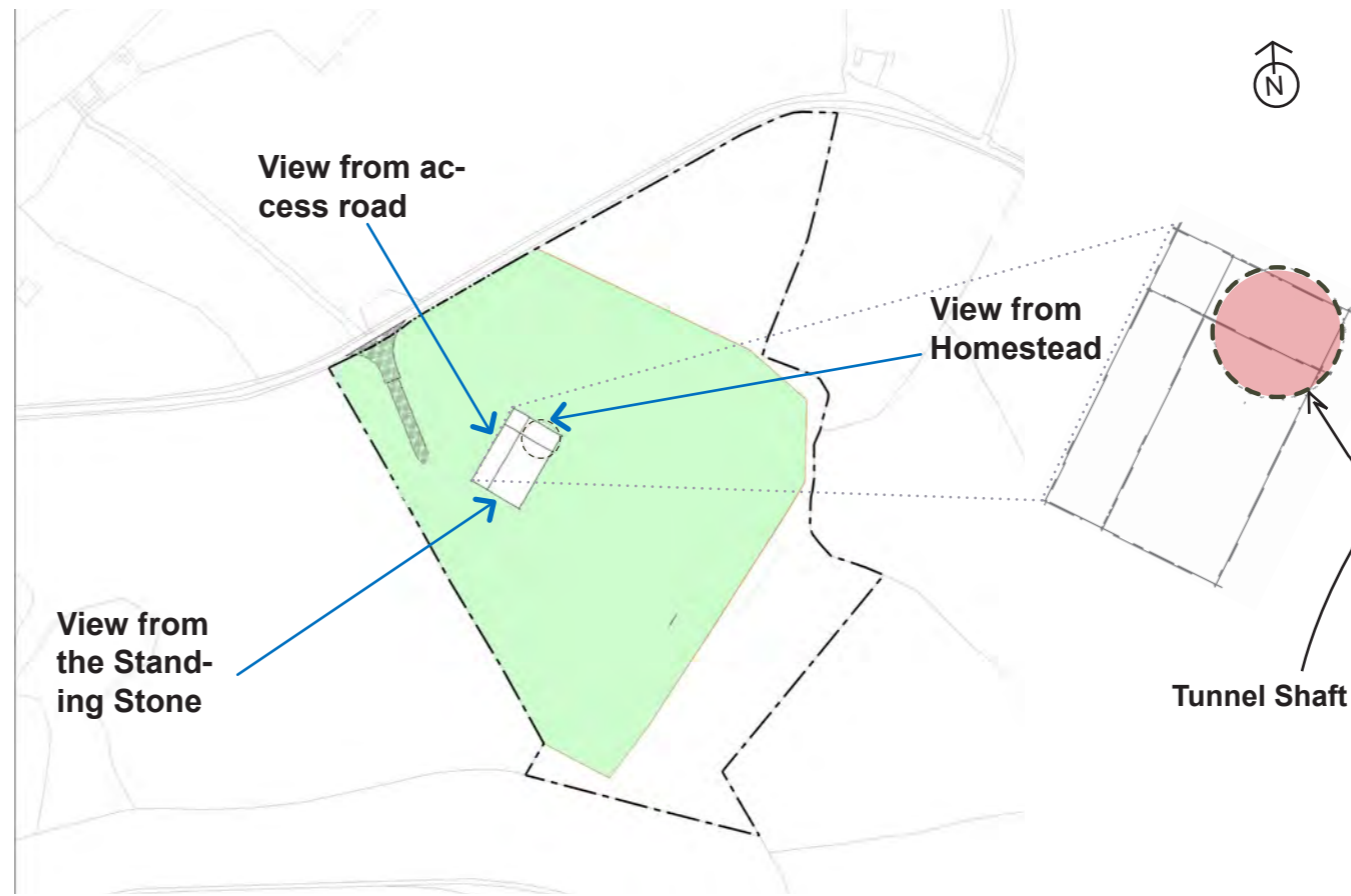 N
View from ac-
cess road
View from
Homestead
View from
the Stand-
ing Stone
Tunnel Shaft